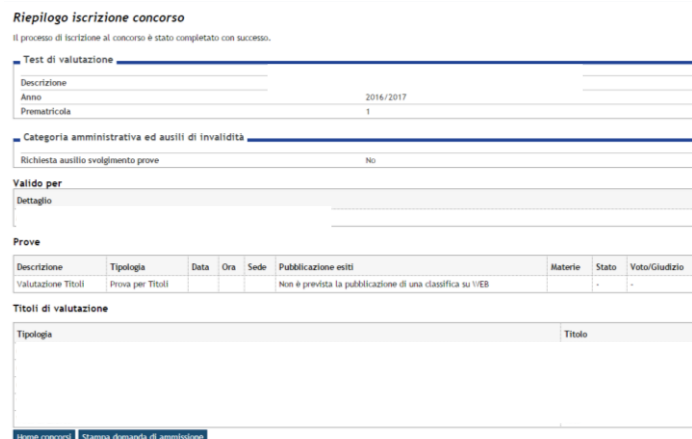 Riepilogo iscrizione concorso
Il processo di iscrizione al concorso è stato completato con successo.
Test di valutazione
Descrizione
Anno 2016/2017
Prematricola 1
Categoria amministrativa ed ausili di invalidità
Richiesta ausilio svolgimento prove No
Valido per
Dettaglio
Prove
Descrizione Tipologia Data Ora Sede Pubblicazione esiti Materie Stato Voto/Giudizio
Valutazione Titoli Prova per Titoli Non è prevista la pubblicazione di una classifica su WEB - -
Titoli di valutazione
Tipologia Titolo
Home concorsi Stampa domanda di ammissione